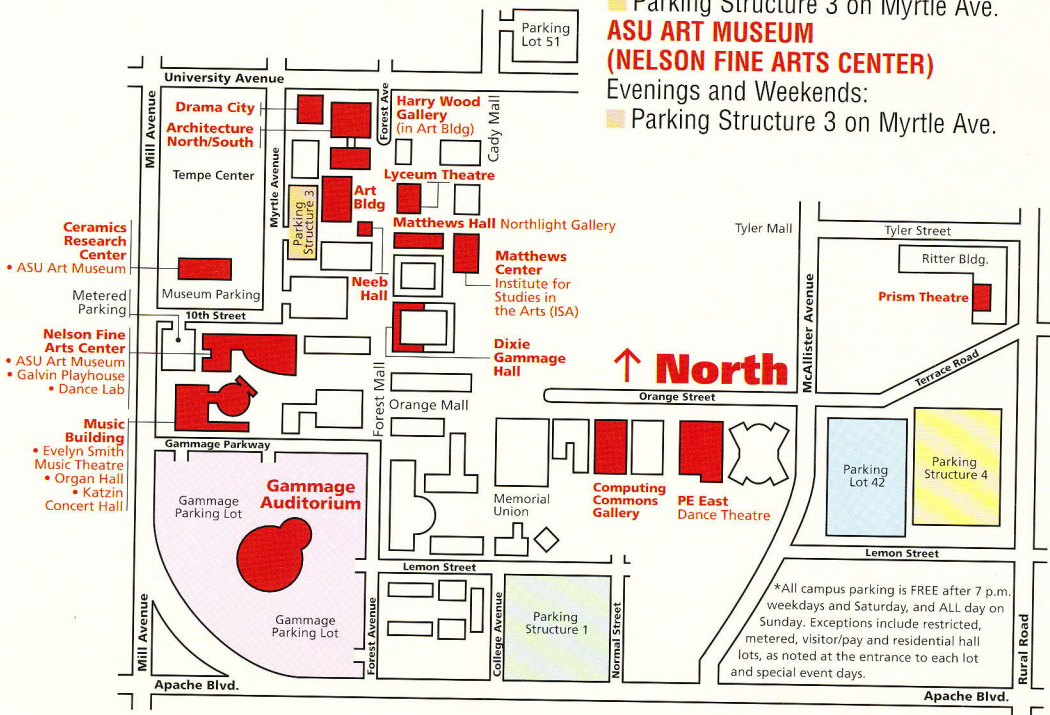 Parking Structure 3 on Myrtle Ave.
ASU ART MUSEUM
(NELSON FINE ARTS CENTER)
Evenings and Weekends:
Parking Structure 3 on Myrtle Ave.
Parking
Lot 51
University Avenue
Mill Avenue
Drama City
Architecture
North/South
Tempe Center
Myrtle Avenue
Forest Ave
Harry Wood
Gallery
(in Art Bldg)
Cady Mall
Lyceum Theatre
Art
Bldg
Parking
Structure 3
Matthews Hall Northlight Gallery
Matthews
Center
Institute for
Studies in
the Arts (ISA)
Neeb
Hall
Dixie
Gammage
Hall
Ceramics
Research
Center
• ASU Art Museum
Museum Parking
Metered
Parking
10th Street
Nelson Fine
Arts Center
• ASU Art Museum
• Galvin Playhouse
• Dance Lab
Music
Building
• Evelyn Smith
Music Theatre
• Organ Hall
• Katzin
Concert Hall
Forest Mall
Orange Mall
Gammage Parkway
Gammage
Parking Lot
Gammage
Auditorium
Gammage
Parking Lot
Mill Avenue
Apache Blvd.
Tyler Mall
Tyler Street
Ritter Bldg.
Prism Theatre
McAllister Avenue
Terrace Road
↑ North
Orange Street
Memorial
Union
Computing
Commons
Gallery
PE East
Dance Theatre
Parking
Lot 42
Parking
Structure 4
Lemon Street
Lemon Street
Forest Avenue
College Avenue
Parking
Structure 1
Normal Street
*All campus parking is FREE after 7 p.m.
weekdays and Saturday, and ALL day on
Sunday. Exceptions include restricted,
metered, visitor/pay and residential hall
lots, as noted at the entrance to each lot
and special event days.
Rural Road
Apache Blvd.